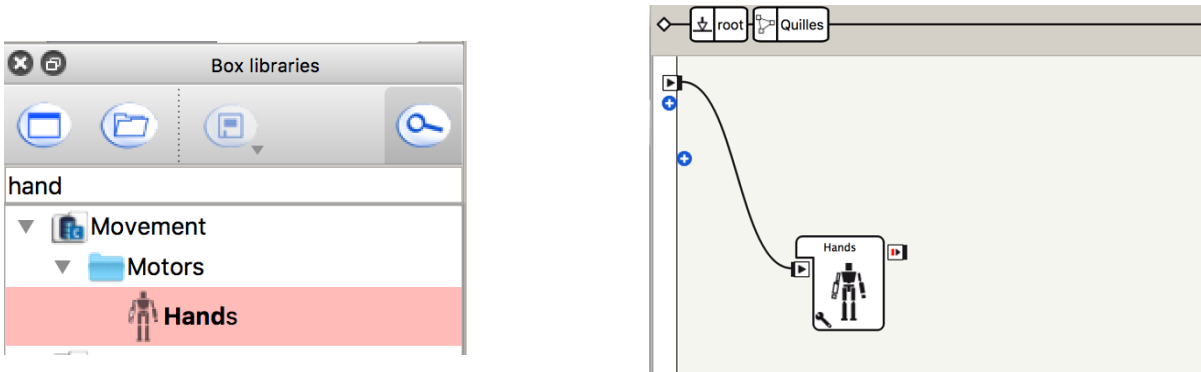 Box libraries
hand
Movement
Motors
Hands
root Quilles
Hands